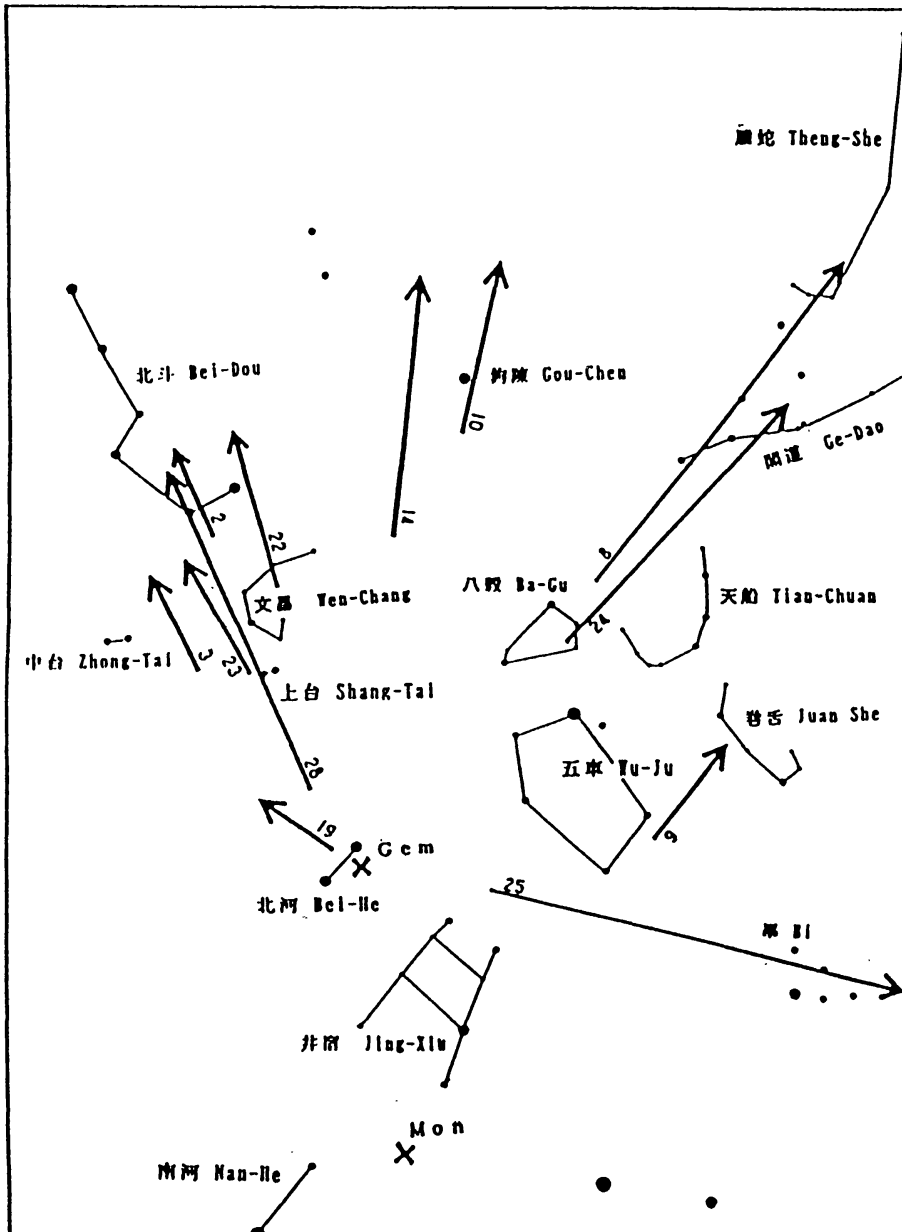 螣蛇 Theng-She
北斗 Bei-Dou
鉤陳 Gou-Chen
10
閣道 Ge-Dao
2
22
14
8
八穀 Ba-Gu
天船 Tian-Chuan
文昌 Wen-Chang
24
中台 Zhong-Tai
3
23
上台 Shang-Tai
卷舌 Juan She
五車 Wu-Ju
28
19
9
Gem
25
北河 Bei-He
畢 Bi
井宿 Jing-Xiu
Mon
南河 Nan-He